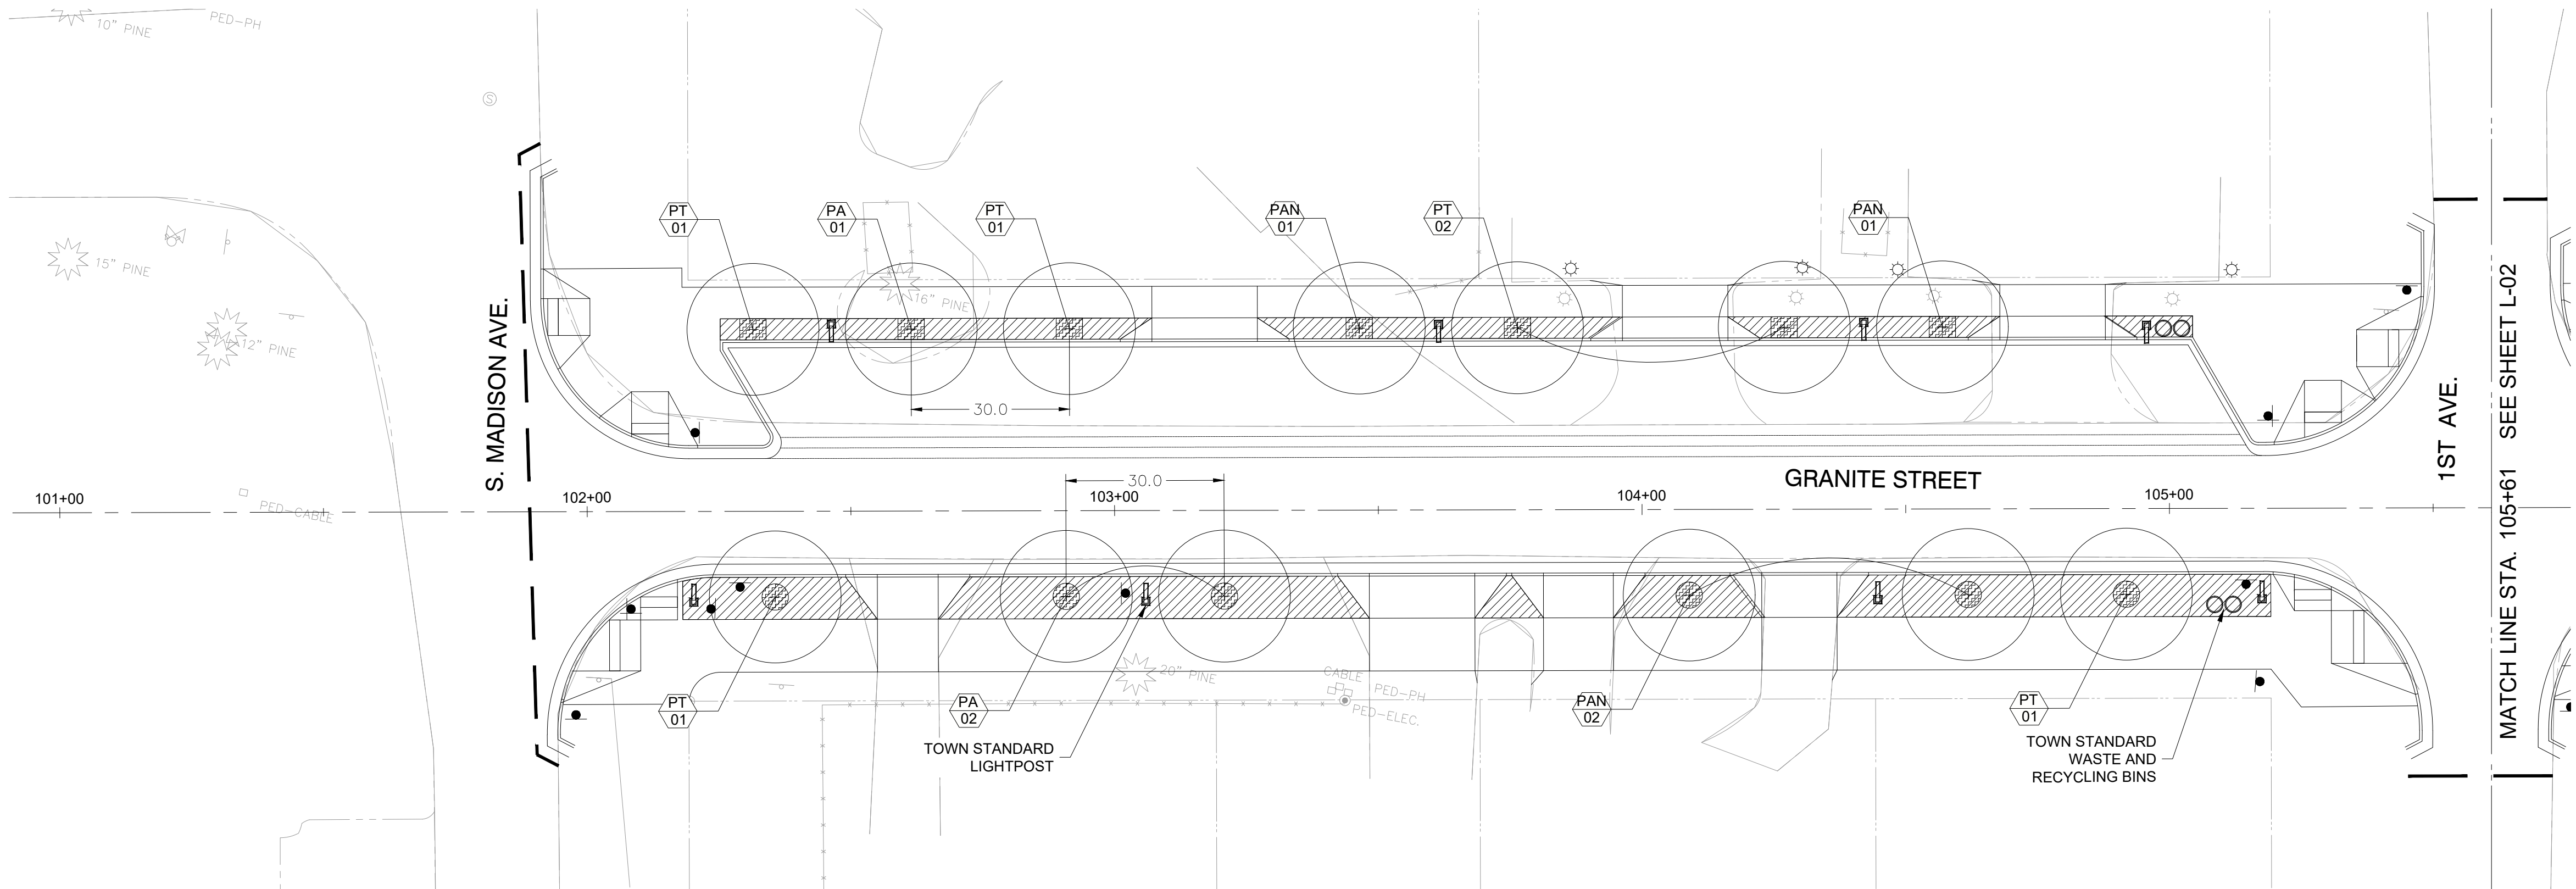 10" PINE
PED-PH
S
15" PINE
12" PINE
16" PINE
PT
01
PA
01
PT
01
PAN
01
PT
02
PAN
01
S. MADISON AVE.
30.0
30.0
PED-CABLE
101+00
102+00
103+00
104+00
105+00
GRANITE STREET
1ST AVE.
MATCH LINE STA. 105+61 SEE SHEET L-02
20" PINE
CABLE
PED-PH
PED-ELEC.
PT
01
PA
02
PAN
02
PT
01
TOWN STANDARD
LIGHTPOST
TOWN STANDARD
WASTE AND
RECYCLING BINS